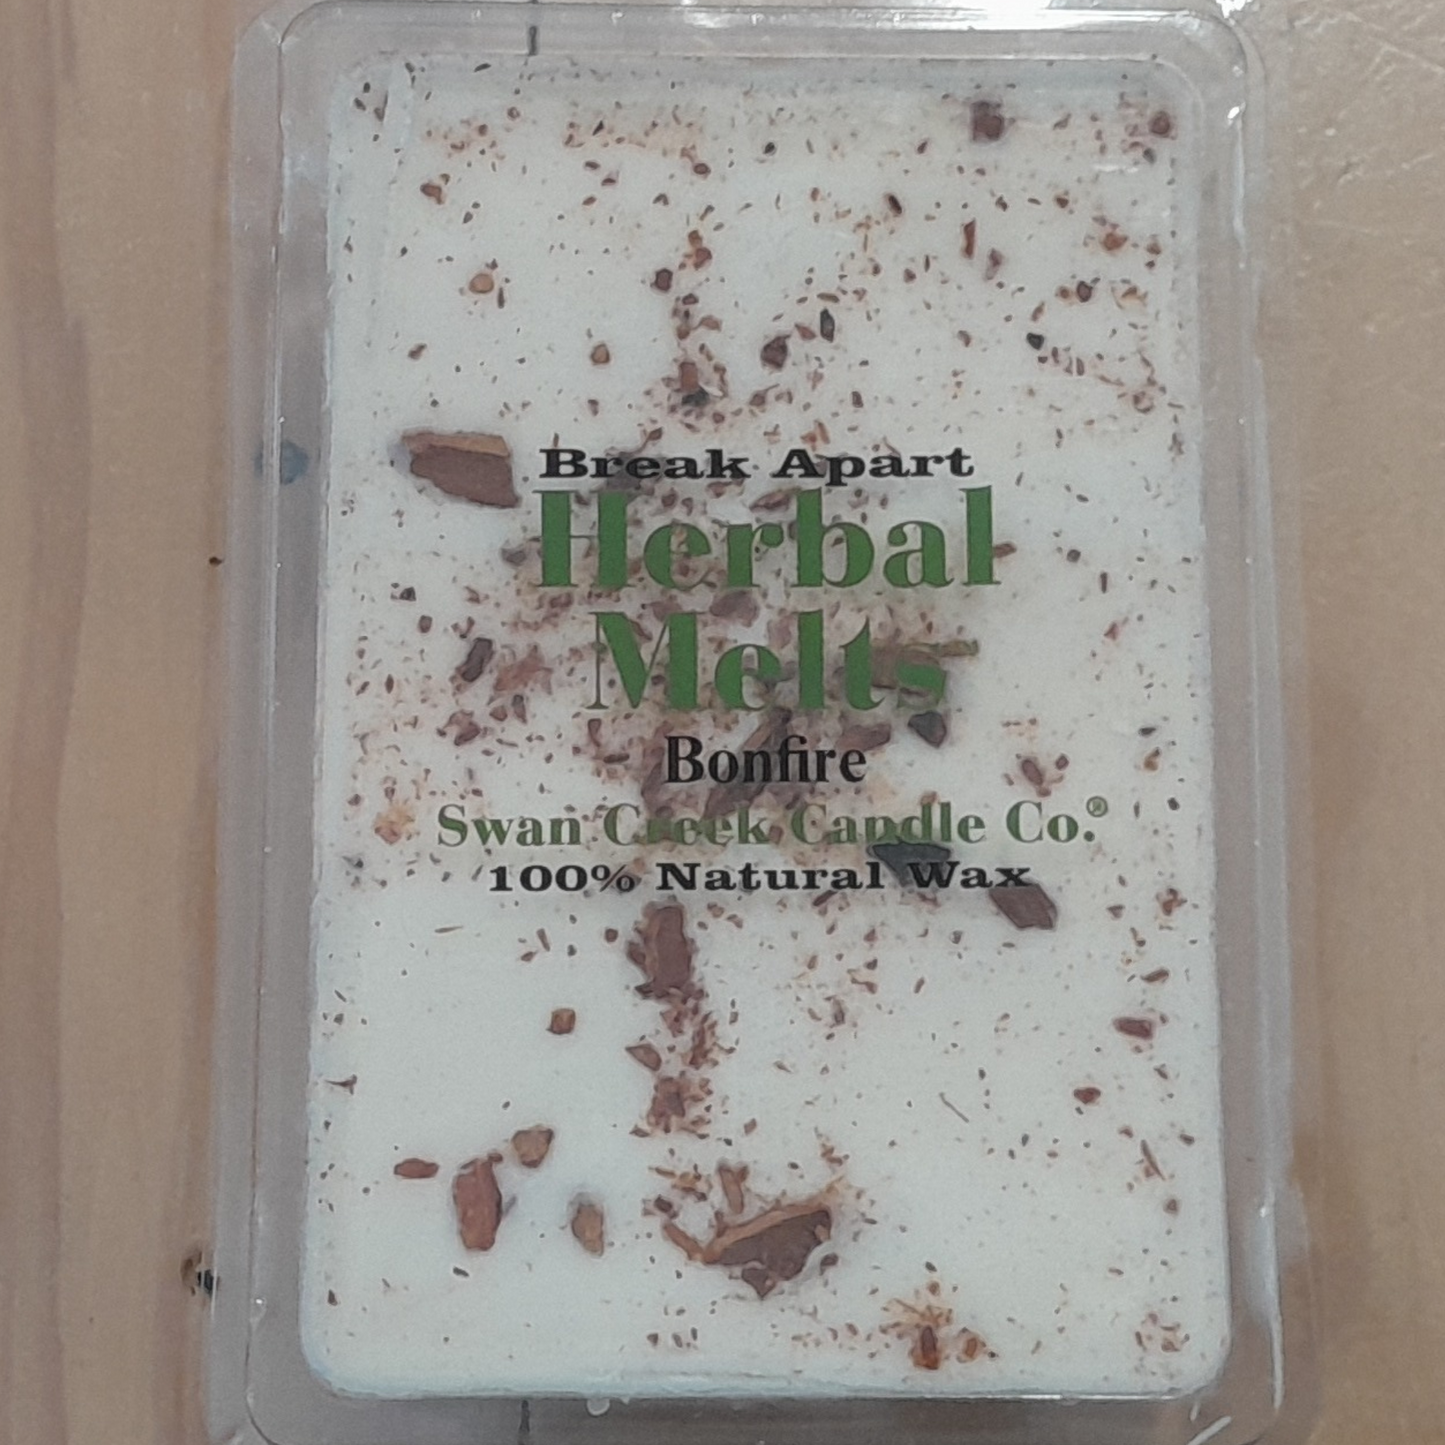 Break Apart
Herbal
Melts
Bonfire
Swan Creek Candle Co.®
100% Natural Wax